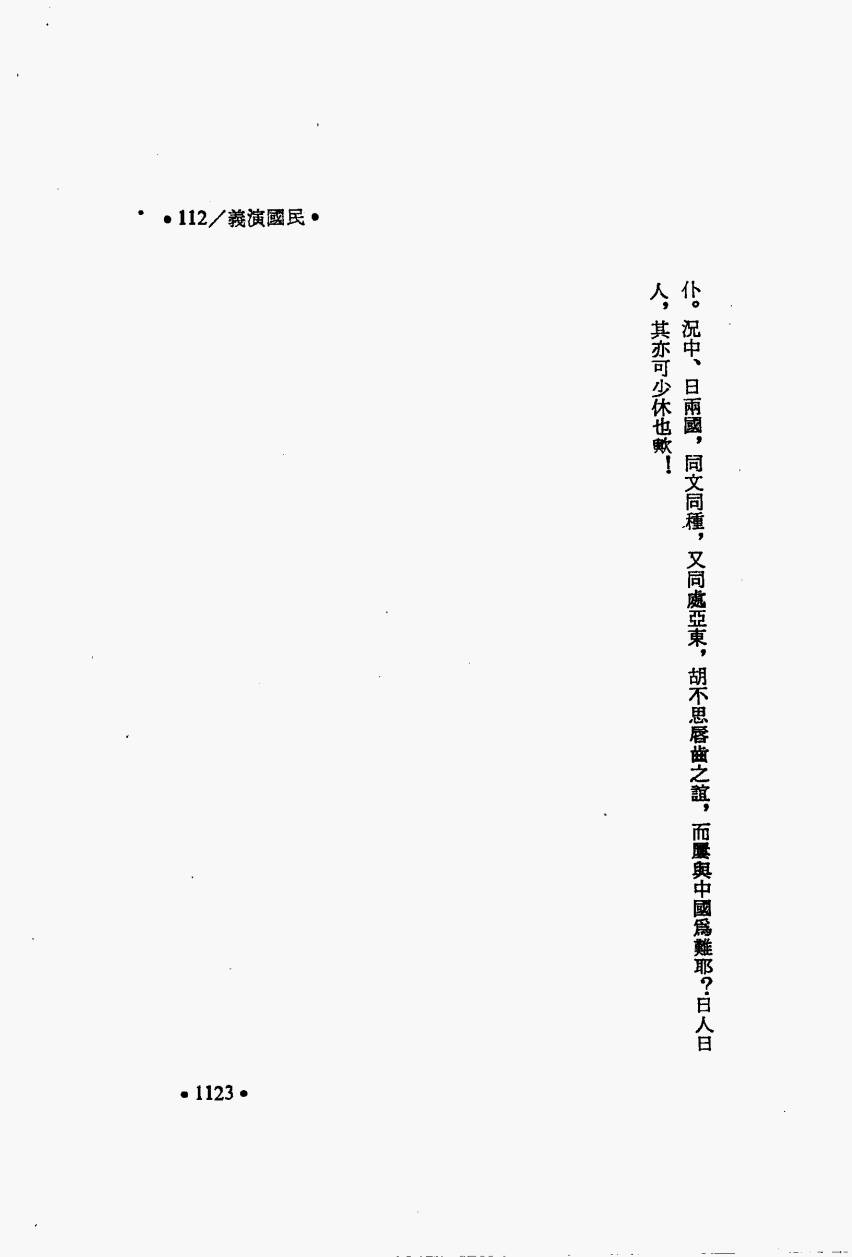 •112／義演國民•
仆。況中、日兩國，同文同種，又同處亞東，胡不思唇齒之誼，而屢與中國爲難耶？日人日
人，其亦可少休也歟！
•1123•